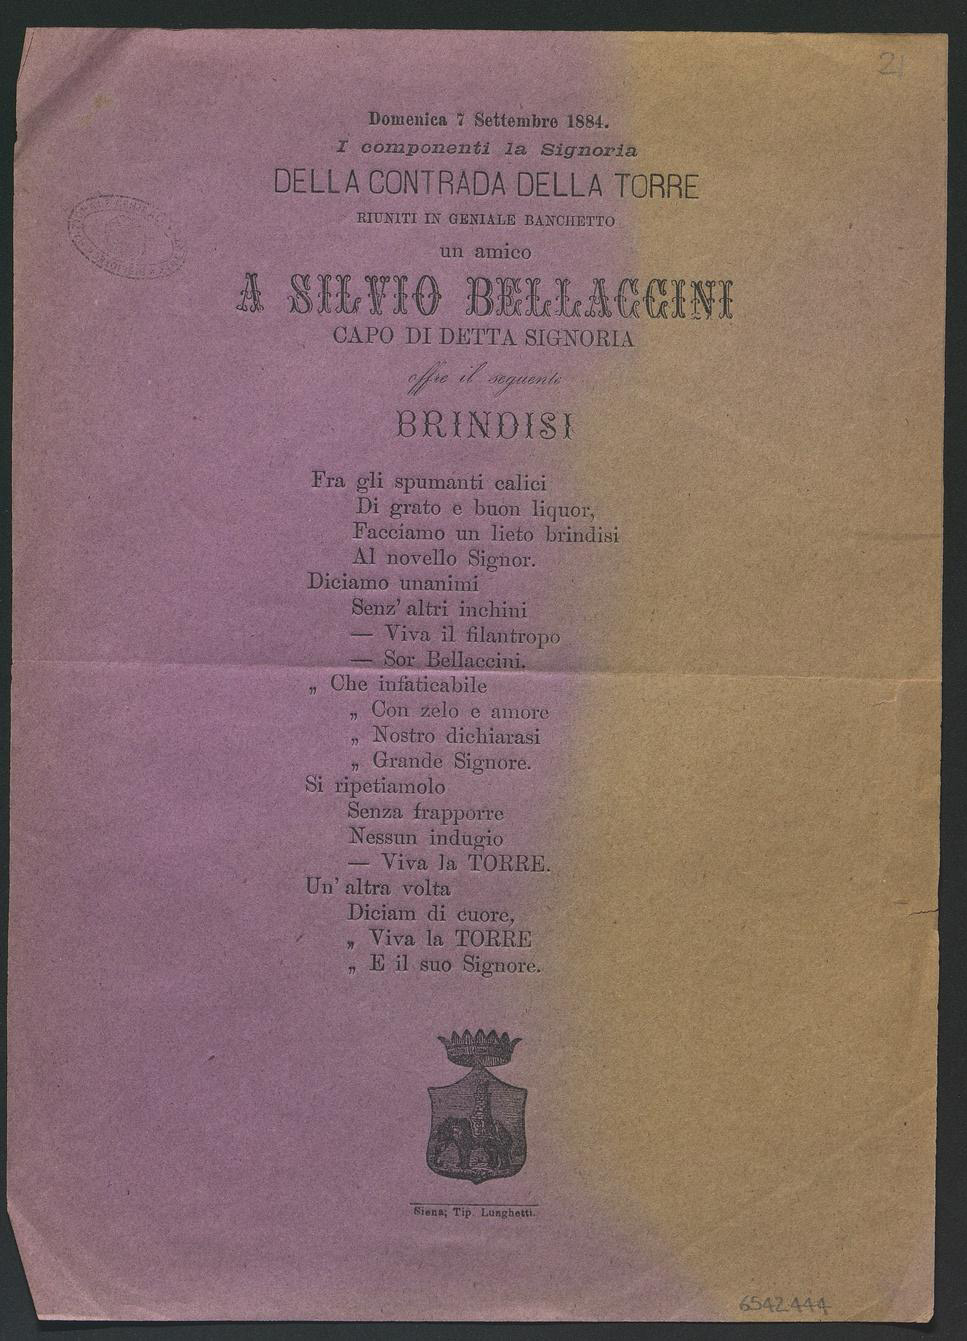 21
Domenica 7 Settembre 1884.
I componenti la Signoria
DELLA CONTRADA DELLA TORRE
RIUNITI IN GENIALE BANCHETTO
un amico
A SILVIO BELLACCINI
CAPO DI DETTA SIGNORIA
offre il seguente
BRINDISI
Fra gli spumanti calici
Di grato e buon liquor,
Facciamo un lieto brindisi
Al novello Signor.
Diciamo unanimi
Senz' altri inchini
— Viva il filantropo
— Sor Bellaccini.
„ Che infaticabile
„ Con zelo e amore
„ Nostro dichiarasi
„ Grande Signore.
Si ripetiamolo
Senza frapporre
Nessun indugio
— Viva la TORRE.
Un' altra volta
Diciam di cuore,
„ Viva la TORRE
„ E il suo Signore.
Siena; Tip. Lunghetti.
6542444